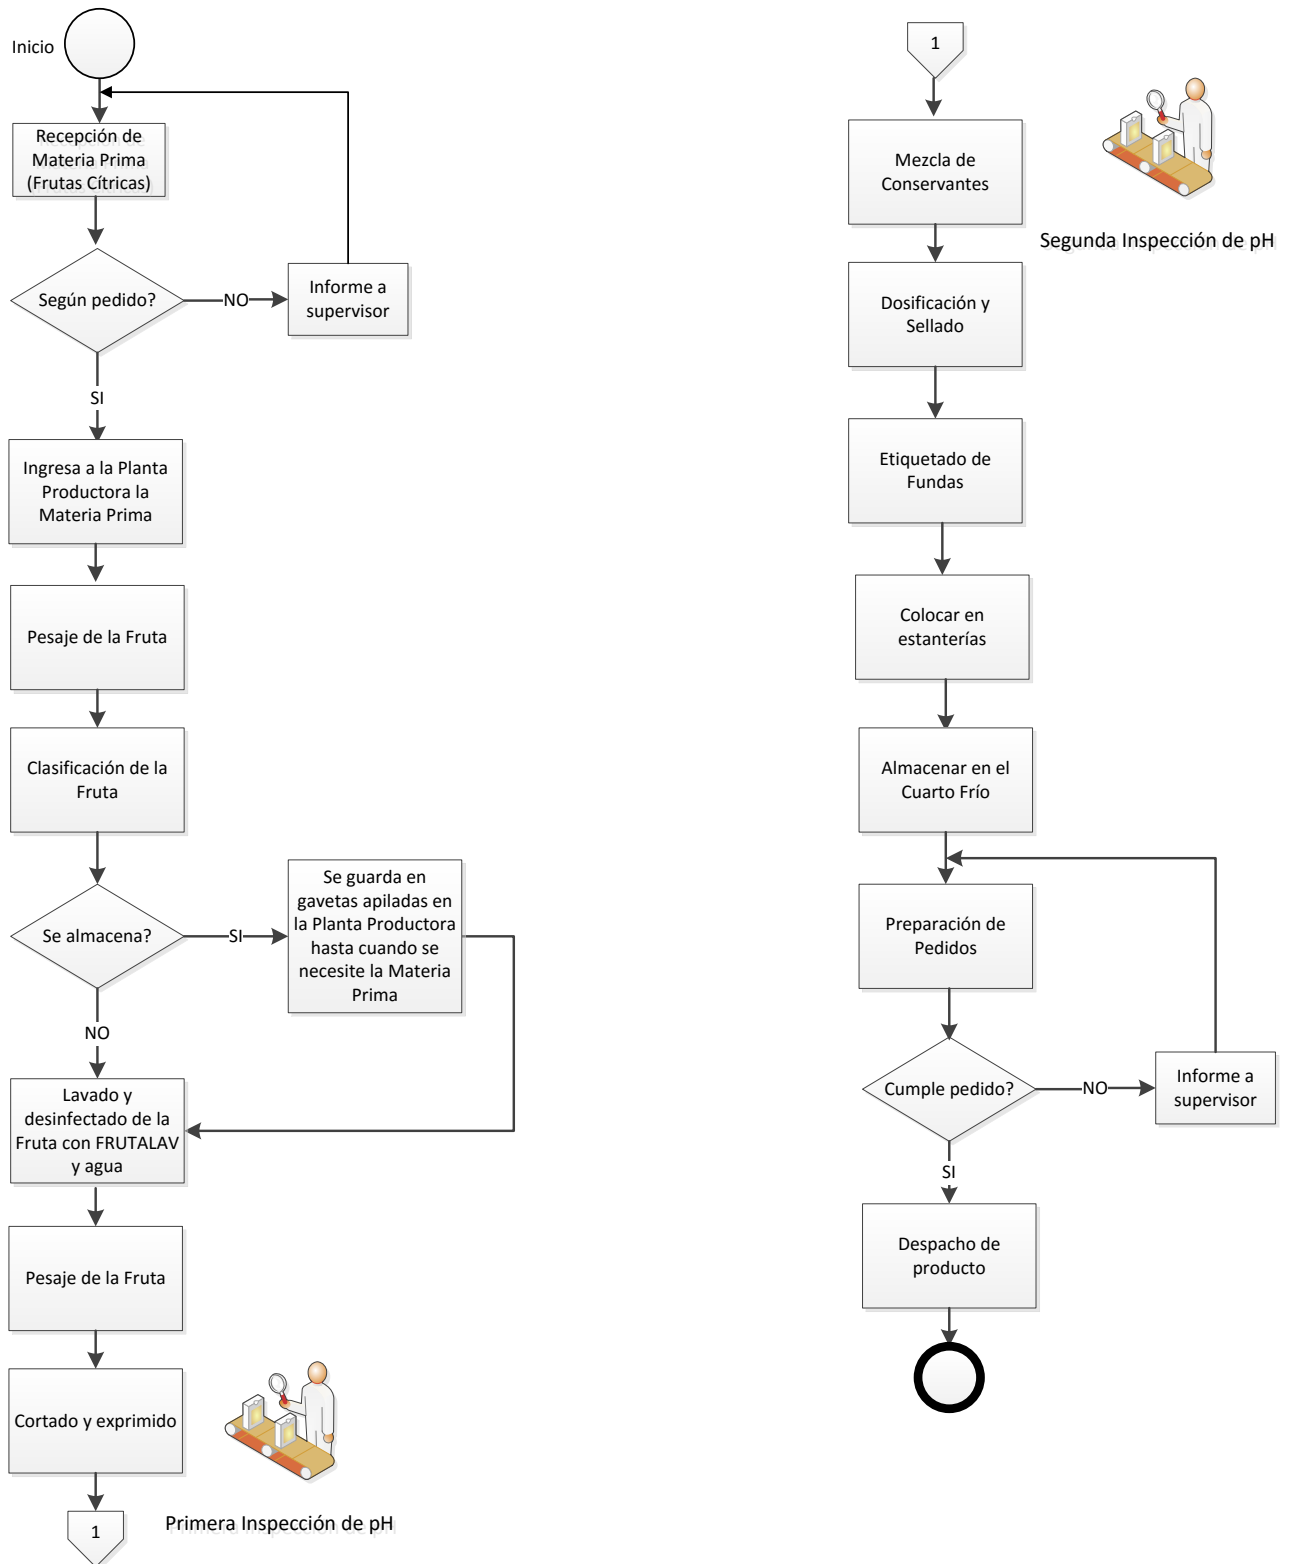 Inicio
Recepción de
Materia Prima
(Frutas Cítricas)
Según pedido?
NO
Informe a
supervisor
SI
Ingresa a la Planta
Productora la
Materia Prima
Pesaje de la Fruta
Clasificación de la
Fruta
Se almacena?
SI
Se guarda en
gavetas apiladas en
la Planta Productora
hasta cuando se
necesite la Materia
Prima
NO
Lavado y
desinfectado de la
Fruta con FRUTALAV
y agua
Pesaje de la Fruta
Cortado y exprimido
Primera Inspección de pH
1
1
Mezcla de
Conservantes
Segunda Inspección de pH
Dosificación y
Sellado
Etiquetado de
Fundas
Colocar en
estanterías
Almacenar en el
Cuarto Frío
Preparación de
Pedidos
Cumple pedido?
NO
Informe a
supervisor
SI
Despacho de
producto